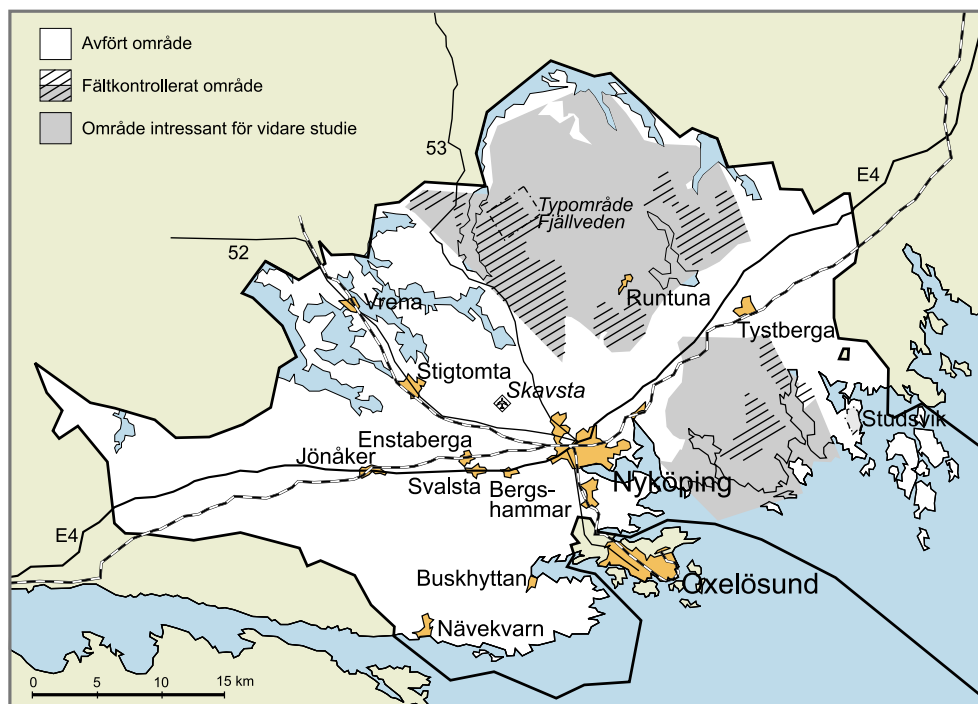 Avfört område
Fältkontrollerat område
Område intressant för vidare studie
53
E4
Typområde
Fjällveden
52
Runtuna
Vrena
Tystberga
Stigtomta
Skavsta
Studsvik
Enstaberga
Jönåker
Svalsta
Bergs-
hammar
Nyköping
E4
Buskhyttan
Oxelösund
Nävekvarn
0 5 10 15 km